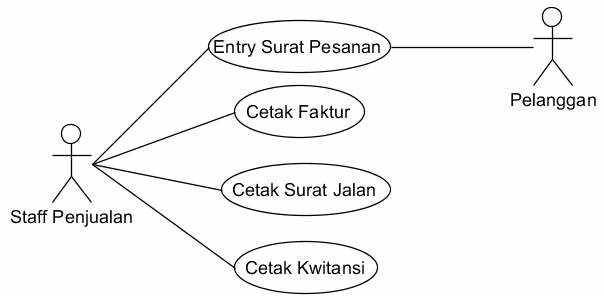 Entry Surat Pesanan
Pelanggan
Cetak Faktur
Cetak Surat Jalan
Staff Penjualan
Cetak Kwitansi